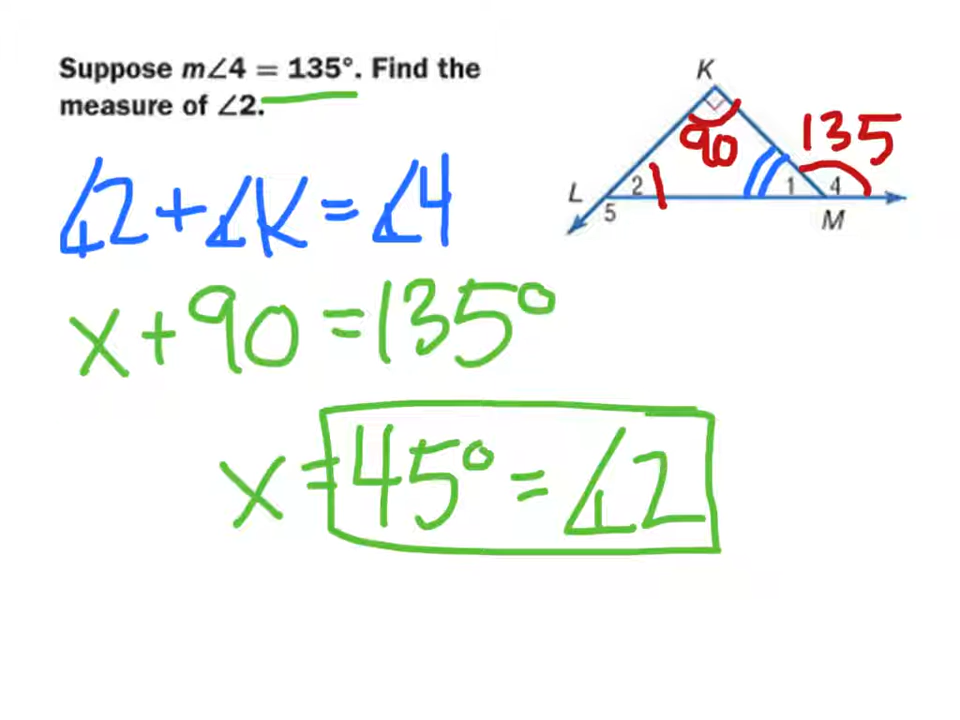 Suppose m∠4 = 135°. Find the
measure of ∠2.
∠2+∠K=∠4
x+90=135°
x=45°=∠2
K
90
135
L
2
1
4
5
M